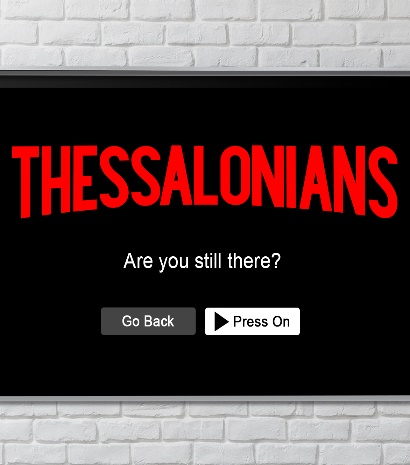 THESSALONIANS
Are you still there?
Go Back
Press On